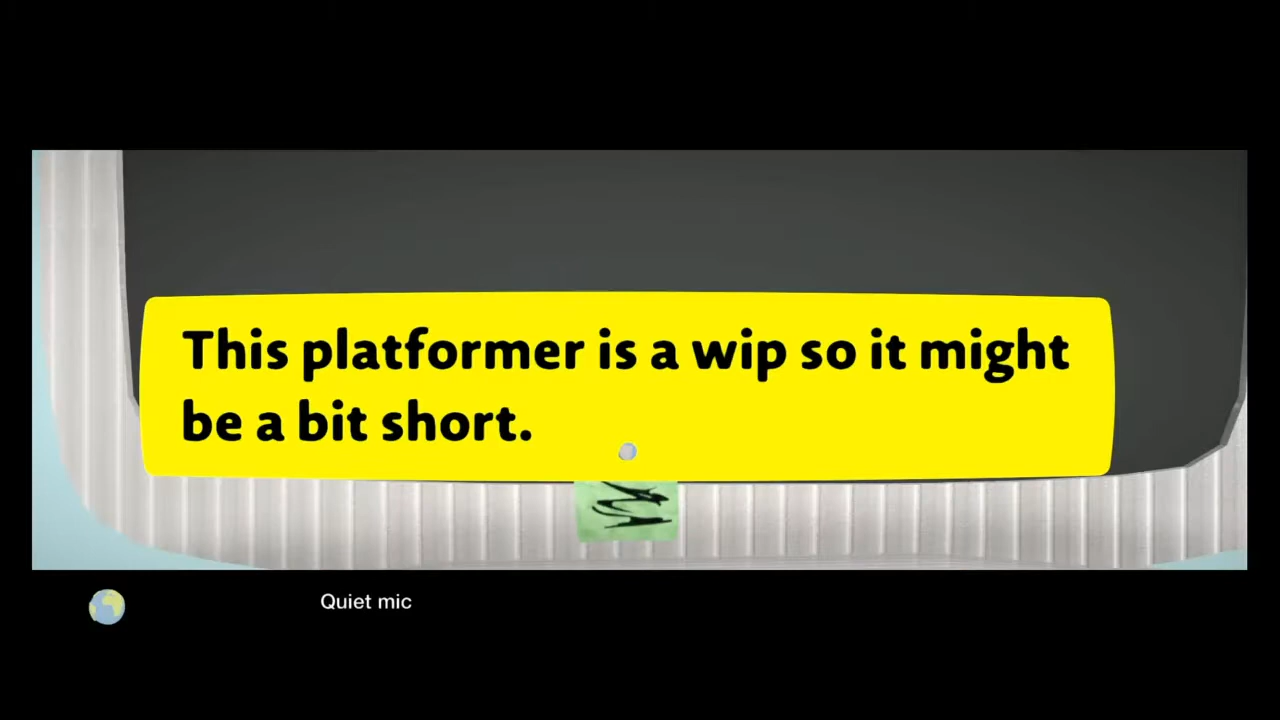 This platformer is a wip so it might
be a bit short.
Quiet mic